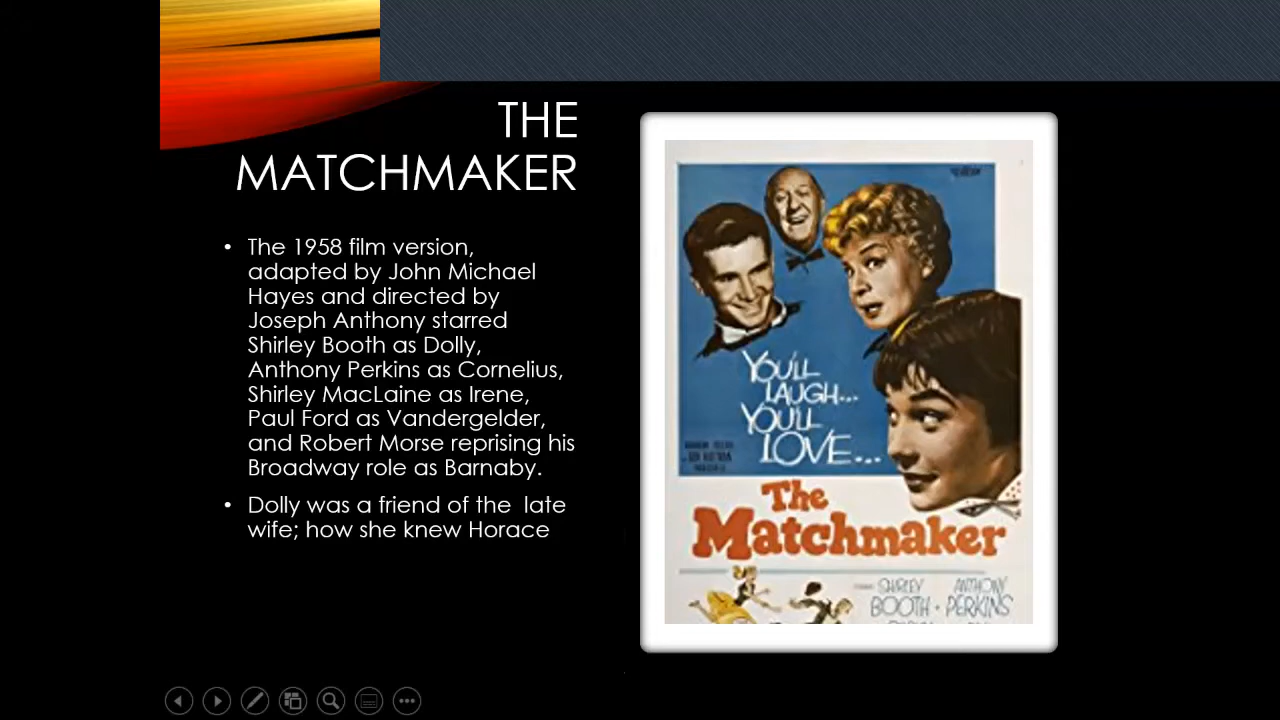 THE
MATCHMAKER
• The 1958 film version,
adapted by John Michael
Hayes and directed by
Joseph Anthony starred
Shirley Booth as Dolly,
Anthony Perkins as Cornelius,
Shirley MacLaine as Irene,
Paul Ford as Vandergelder,
and Robert Morse reprising his
Broadway role as Barnaby.
• Dolly was a friend of the late
wife; how she knew Horace
YOU'LL
LAUGH...
YOU'LL
LOVE...
The
Matchmaker
SHIRLEY
BOOTH
ANTHONY
PERKINS